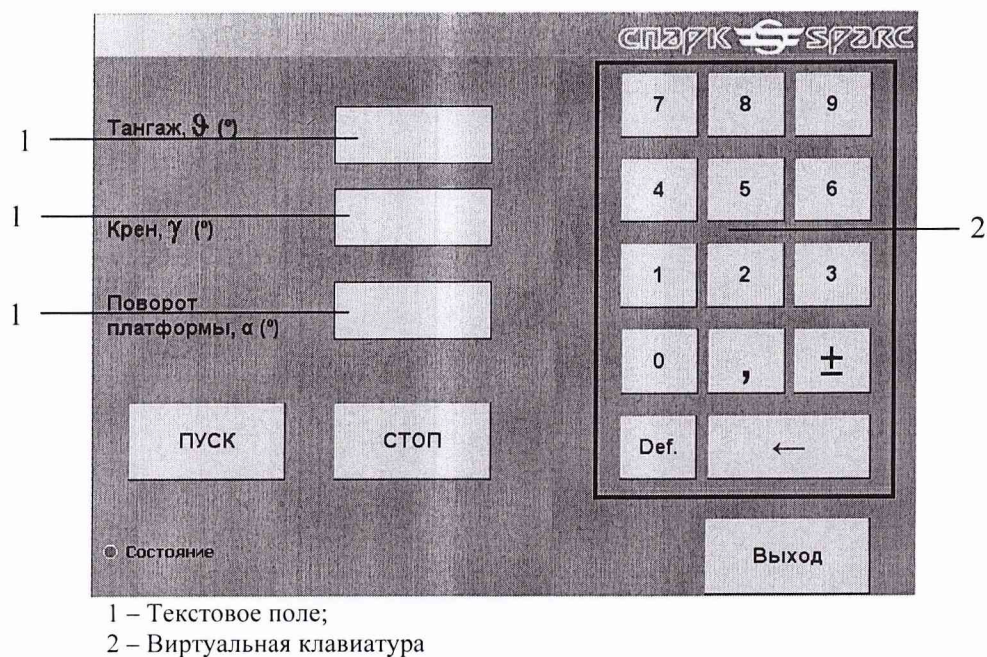 спарк S sparc
7 8 9
1 Тангаж, ϑ (º)
4 5 6
1 Крен, γ (º)
2
1 2 3
1 Поворот
платформы, α (º)
0 , ±
ПУСК СТОП Def. ←
Состояние
Выход
1 – Текстовое поле;
2 – Виртуальная клавиатура